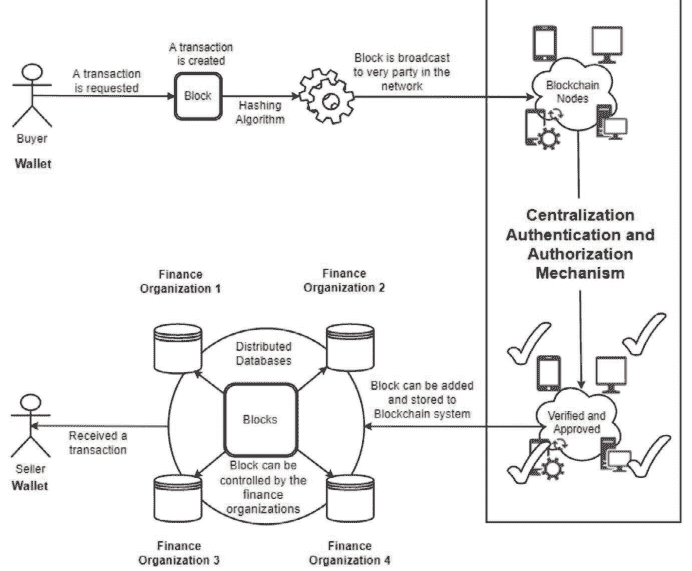 A transaction
is requested
Buyer
Wallet
A transaction
is created
Block
Hashing
Algorithm
Block is broadcast
to very party in the
network
Blockchain
Nodes
Centralization
Authentication and
Authorization
Mechanism
Verified and
Approved
Block can be added
and stored to
Blockchain system
Finance
Organization 1
Finance
Organization 2
Distributed
Databases
Blocks
Block can be
controlled by the
finance
organizations
Finance
Organization 3
Finance
Organization 4
Received a
transaction
Seller
Wallet